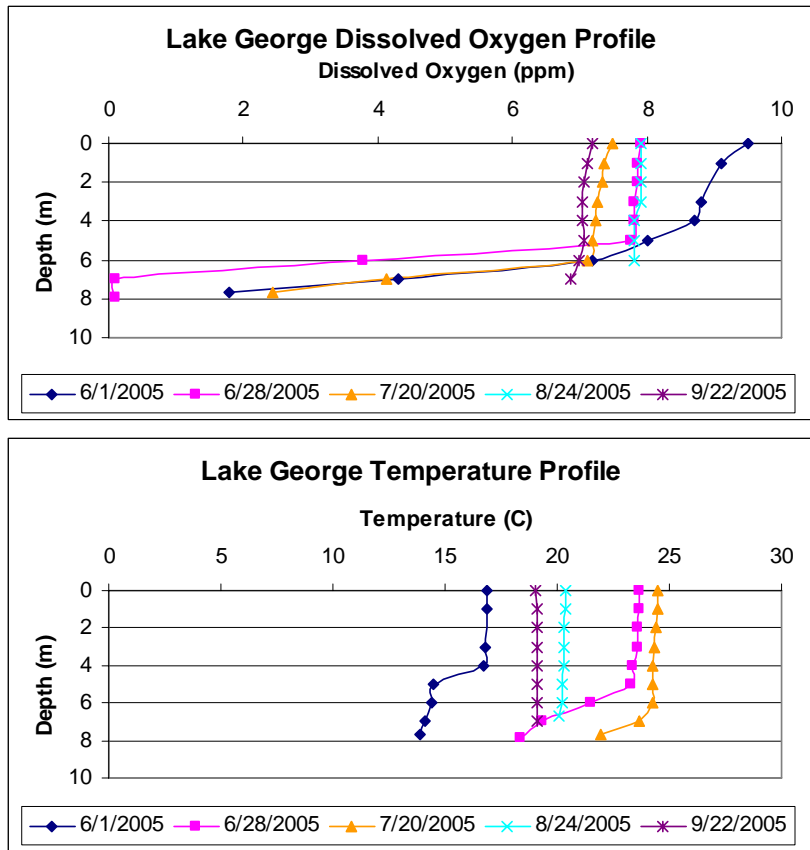 Lake George Dissolved Oxygen Profile
Dissolved Oxygen (ppm)
0 2 4 6 8 10
Depth (m)
0
2
4
6
8
10
6/1/2005 6/28/2005 7/20/2005 8/24/2005 9/22/2005
Lake George Temperature Profile
Temperature (C)
0 5 10 15 20 25 30
Depth (m)
0
2
4
6
8
10
6/1/2005 6/28/2005 7/20/2005 8/24/2005 9/22/2005